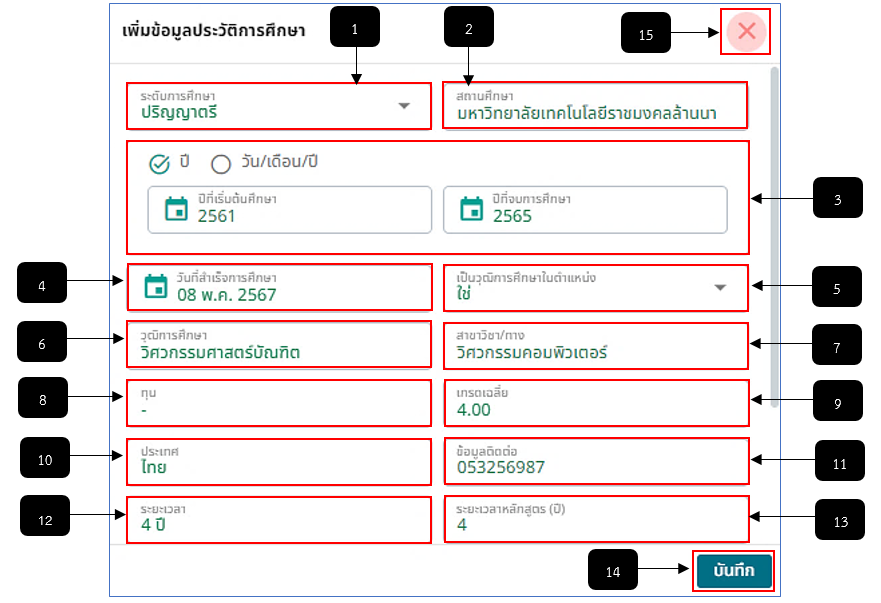 เพิ่มข้อมูลประวัติการศึกษา
1
2
15
ระดับการศึกษา
ปริญญาตรี
สถานศึกษา
มหาวิทยาลัยเทคโนโลยีราชมงคลล้านนา
ปี
วัน/เดือน/ปี
ปีที่เริ่มต้นศึกษา
2561
ปีที่จบการศึกษา
2565
3
4
วันที่สำเร็จการศึกษา
08 พ.ค. 2567
เป็นวุฒิการศึกษาในตำแหน่ง
ใช่
5
6
วุฒิการศึกษา
วิศวกรรมศาสตร์บัณฑิต
สาขาวิชา/ทาง
วิศวกรรมคอมพิวเตอร์
7
8
ทุน
-
เกรดเฉลี่ย
4.00
9
10
ประเทศ
ไทย
ข้อมูลติดต่อ
053256987
11
12
ระยะเวลา
4 ปี
ระยะเวลาหลักสูตร (ปี)
4
13
14
บันทึก